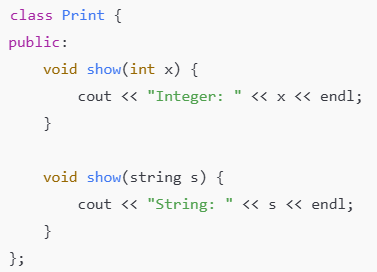 class Print {
public:
    void show(int x) {
        cout << "Integer: " << x << endl;
    }

    void show(string s) {
        cout << "String: " << s << endl;
    }
};